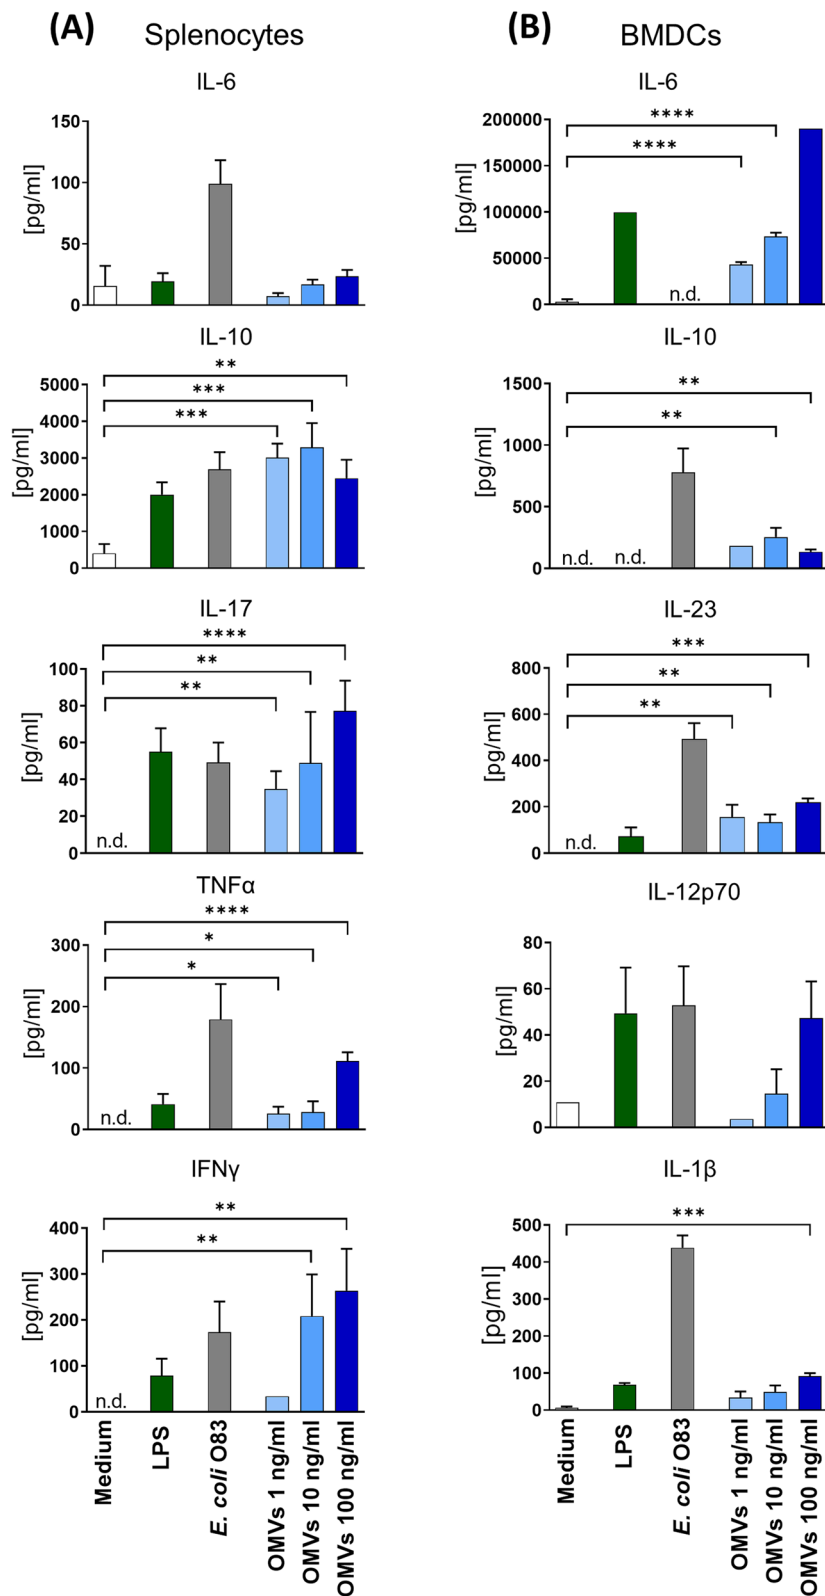 (A) Splenocytes
IL-6
150
100
50
0
[pg/ml]
IL-10
**
***
***
5000
4000
3000
2000
1000
0
[pg/ml]
IL-17
****
**
**
100
80
60
40
20
0
[pg/ml]
n.d.
TNFα
****
*
*
300
200
100
0
[pg/ml]
n.d.
IFNγ
**
**
400
300
200
100
0
[pg/ml]
n.d.
Medium
LPS
E. coli O83
OMVs 1 ng/ml
OMVs 10 ng/ml
OMVs 100 ng/ml
(B) BMDCs
IL-6
****
****
200000
150000
100000
50000
0
[pg/ml]
n.d.
IL-10
**
**
1500
1000
500
0
[pg/ml]
n.d. n.d.
IL-23
***
**
**
800
600
400
200
0
[pg/ml]
n.d.
IL-12p70
80
60
40
20
0
[pg/ml]
IL-1β
***
500
400
300
200
100
0
[pg/ml]
Medium
LPS
E. coli O83
OMVs 1 ng/ml
OMVs 10 ng/ml
OMVs 100 ng/ml